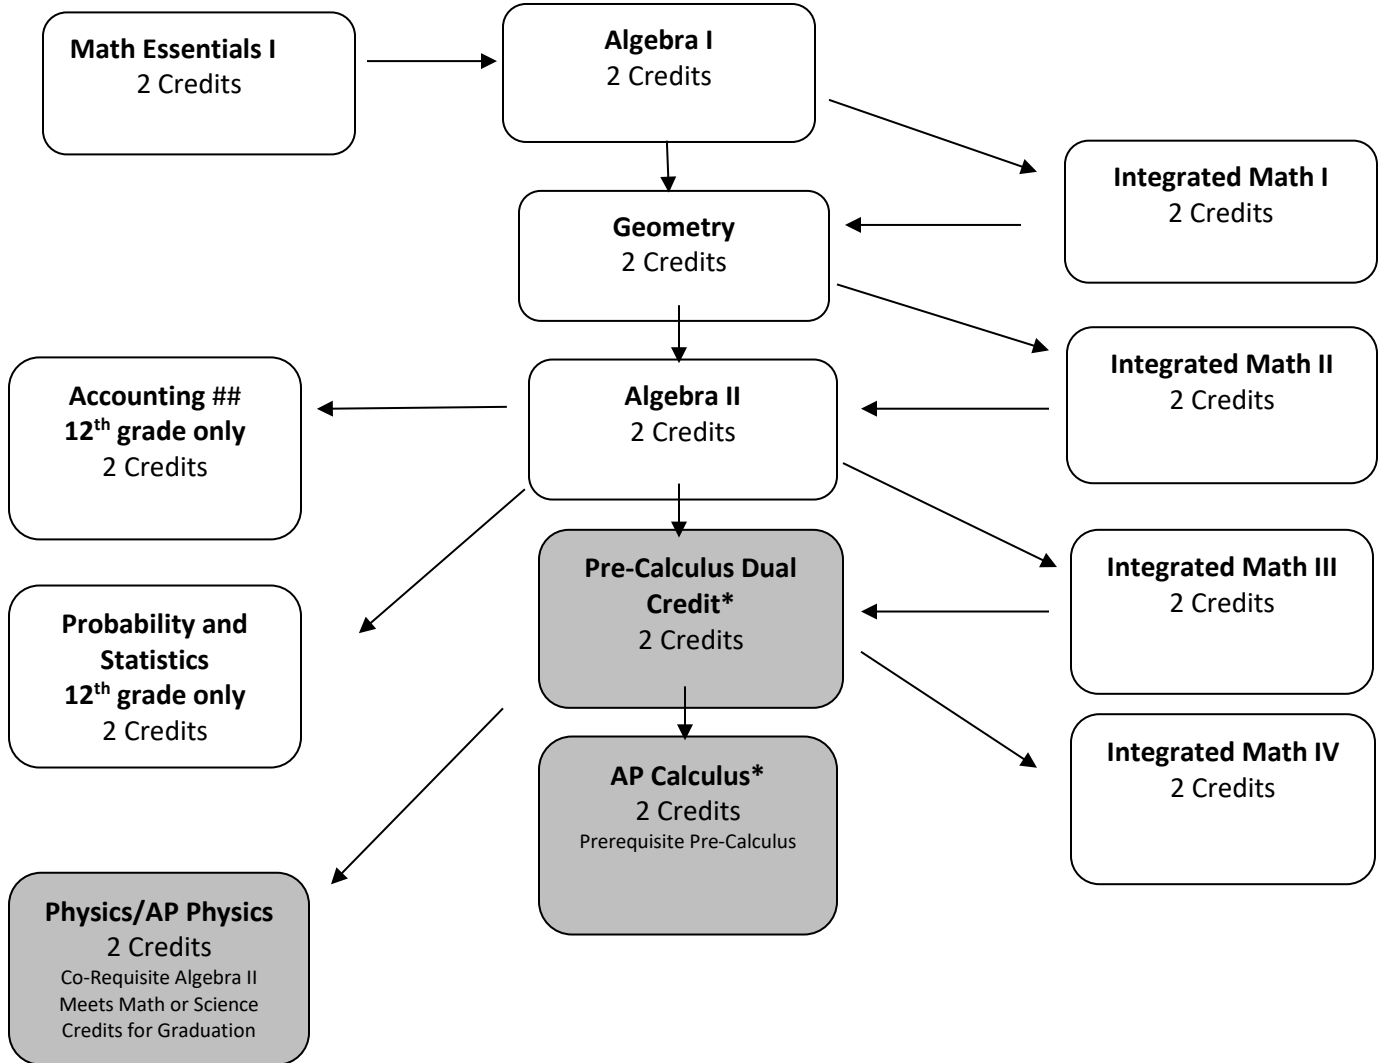 Math Essentials I
2 Credits
Algebra I
2 Credits
Integrated Math I
2 Credits
Geometry
2 Credits
Integrated Math II
2 Credits
Accounting ##
12th grade only
2 Credits
Algebra II
2 Credits
Pre-Calculus Dual
Credit*
2 Credits
Integrated Math III
2 Credits
Probability and
Statistics
12th grade only
2 Credits
Integrated Math IV
2 Credits
AP Calculus*
2 Credits
Prerequisite Pre-Calculus
Physics/AP Physics
2 Credits
Co-Requisite Algebra II
Meets Math or Science
Credits for Graduation